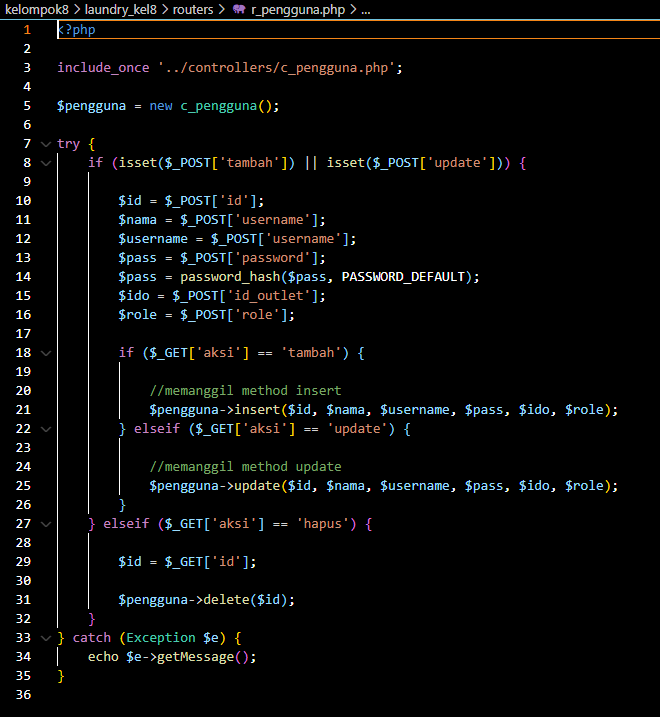 kelompok8 > laundry_kel8 > routers > r_pengguna.php > ...
1 <?php
2
3 include_once '../controllers/c_pengguna.php';
4
5 $pengguna = new c_pengguna();
6
7 try {
8 if (isset($_POST['tambah']) || isset($_POST['update'])) {
9
10 $id = $_POST['id'];
11 $nama = $_POST['username'];
12 $username = $_POST['username'];
13 $pass = $_POST['password'];
14 $pass = password_hash($pass, PASSWORD_DEFAULT);
15 $ido = $_POST['id_outlet'];
16 $role = $_POST['role'];
17
18 if ($_GET['aksi'] == 'tambah') {
19
20 //memanggil method insert
21 $pengguna->insert($id, $nama, $username, $pass, $ido, $role);
22 } elseif ($_GET['aksi'] == 'update') {
23
24 //memanggil method update
25 $pengguna->update($id, $nama, $username, $pass, $ido, $role);
26 }
27 } elseif ($_GET['aksi'] == 'hapus') {
28
29 $id = $_GET['id'];
30
31 $pengguna->delete($id);
32 }
33 } catch (Exception $e) {
34 echo $e->getMessage();
35 }
36